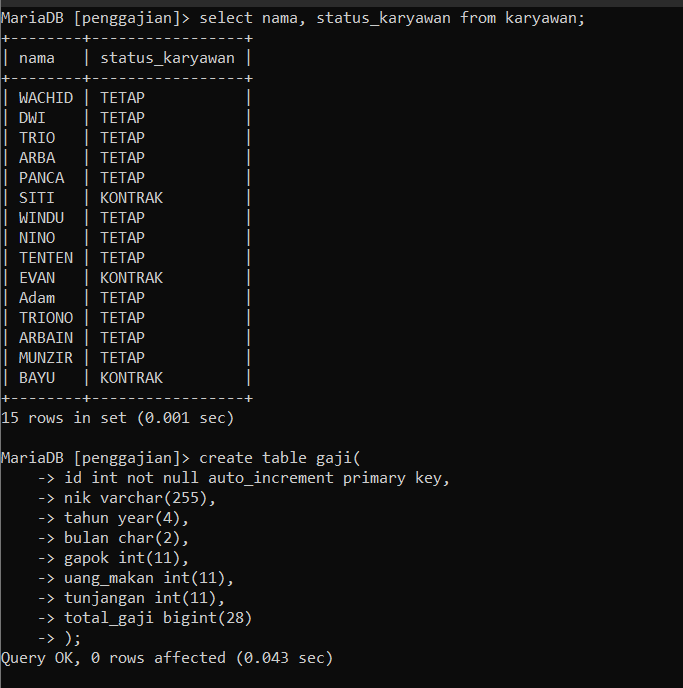 MariaDB [penggajian]> select nama, status_karyawan from karyawan;
+--------+-----------------+
| nama   | status_karyawan |
+--------+-----------------+
| WACHID | TETAP           |
| DWI    | TETAP           |
| TRIO   | TETAP           |
| ARBA   | TETAP           |
| PANCA  | TETAP           |
| SITI   | KONTRAK         |
| WINDU  | TETAP           |
| NINO   | TETAP           |
| TENTEN | TETAP           |
| EVAN   | KONTRAK         |
| Adam   | TETAP           |
| TRIONO | TETAP           |
| ARBAIN | TETAP           |
| MUNZIR | TETAP           |
| BAYU   | KONTRAK         |
+--------+-----------------+
15 rows in set (0.001 sec)

MariaDB [penggajian]> create table gaji(
    -> id int not null auto_increment primary key,
    -> nik varchar(255),
    -> tahun year(4),
    -> bulan char(2),
    -> gapok int(11),
    -> uang_makan int(11),
    -> tunjangan int(11),
    -> total_gaji bigint(28)
    -> );
Query OK, 0 rows affected (0.043 sec)